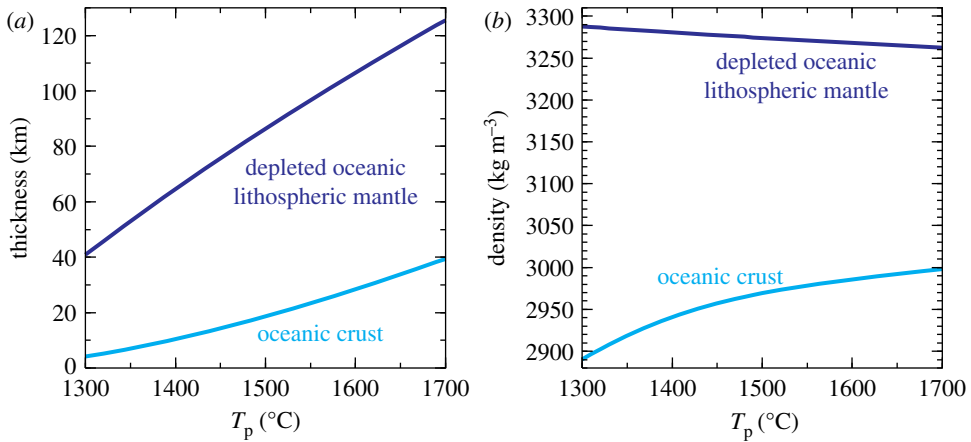 (a)
120
100
80
60
40
20
0
thickness (km)
depleted oceanic
lithospheric mantle
oceanic crust
1300
1400
1500
1600
1700
Tp (°C)
(b)
3300
3250
3200
3150
3100
3050
3000
2950
2900
density (kg m–3)
depleted oceanic
lithospheric mantle
oceanic crust
1300
1400
1500
1600
1700
Tp (°C)